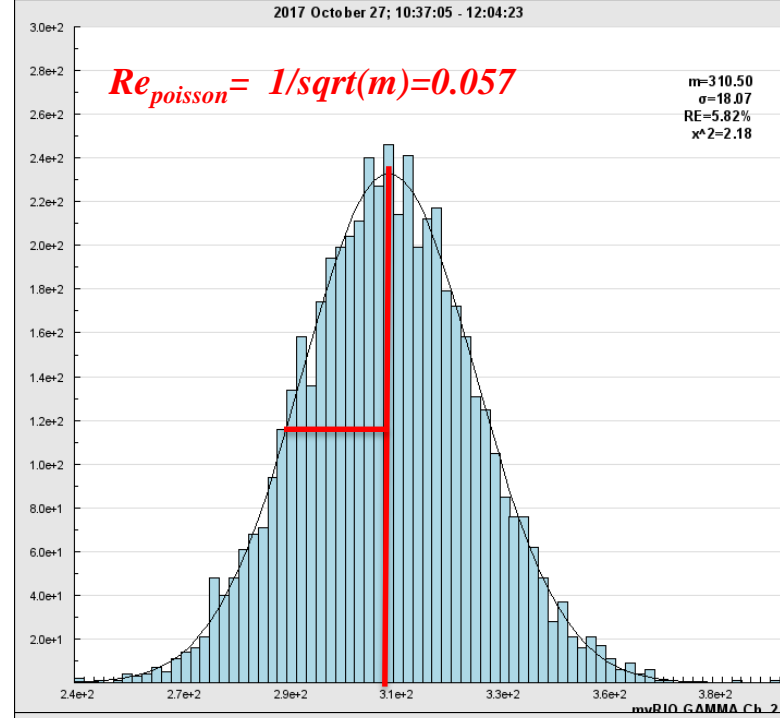 2017 October 27; 10:37:05 - 12:04:23
3.0e+2
2.8e+2
2.6e+2
2.4e+2
2.2e+2
2.0e+2
1.8e+2
1.6e+2
1.4e+2
1.2e+2
1.0e+2
8.0e+1
6.0e+1
4.0e+1
2.0e+1
Re_poisson= 1/sqrt(m)=0.057
m=310.50
σ=18.07
RE=5.82%
x^2=2.18
2.4e+2 2.7e+2 2.9e+2 3.1e+2 3.3e+2 3.6e+2 3.8e+2
myRIO GAMMA Ch. 2